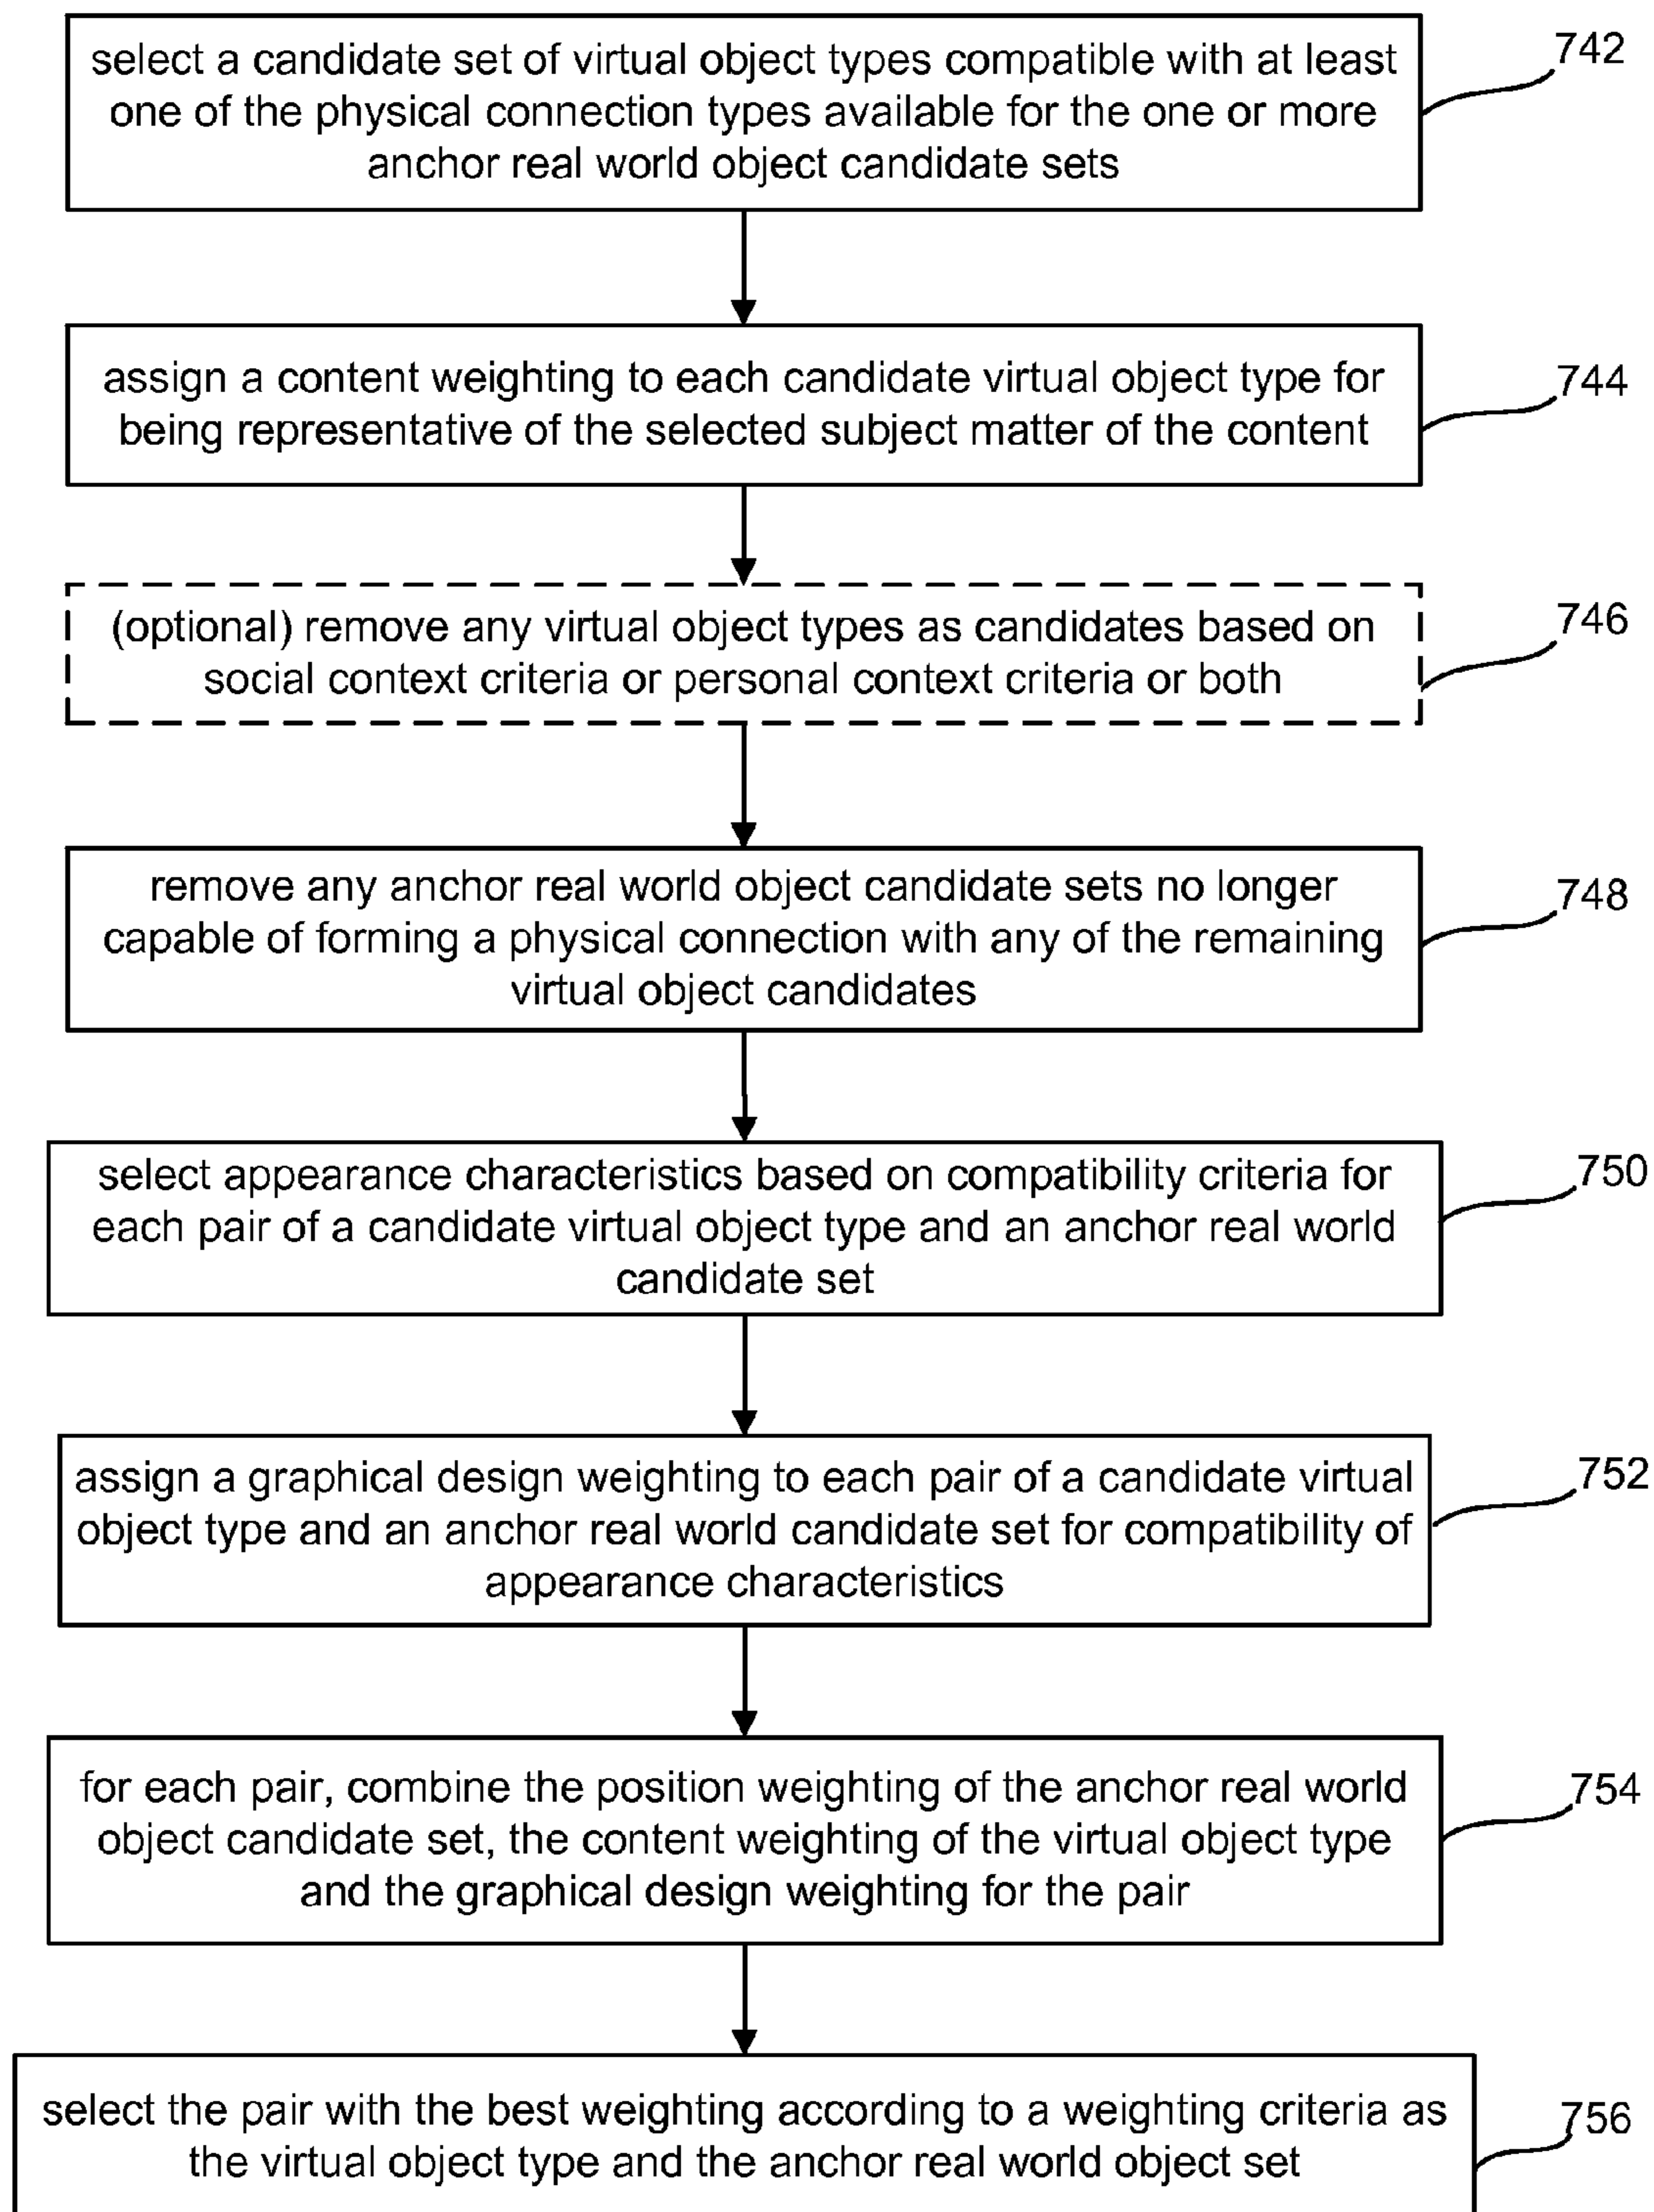 select a candidate set of virtual object types compatible with at least
one of the physical connection types available for the one or more
anchor real world object candidate sets
742
assign a content weighting to each candidate virtual object type for
being representative of the selected subject matter of the content
744
(optional) remove any virtual object types as candidates based on
social context criteria or personal context criteria or both
746
remove any anchor real world object candidate sets no longer
capable of forming a physical connection with any of the remaining
virtual object candidates
748
select appearance characteristics based on compatibility criteria for
each pair of a candidate virtual object type and an anchor real world
candidate set
750
assign a graphical design weighting to each pair of a candidate virtual
object type and an anchor real world candidate set for compatibility of
appearance characteristics
752
for each pair, combine the position weighting of the anchor real world
object candidate set, the content weighting of the virtual object type
and the graphical design weighting for the pair
754
select the pair with the best weighting according to a weighting criteria as
the virtual object type and the anchor real world object set
756